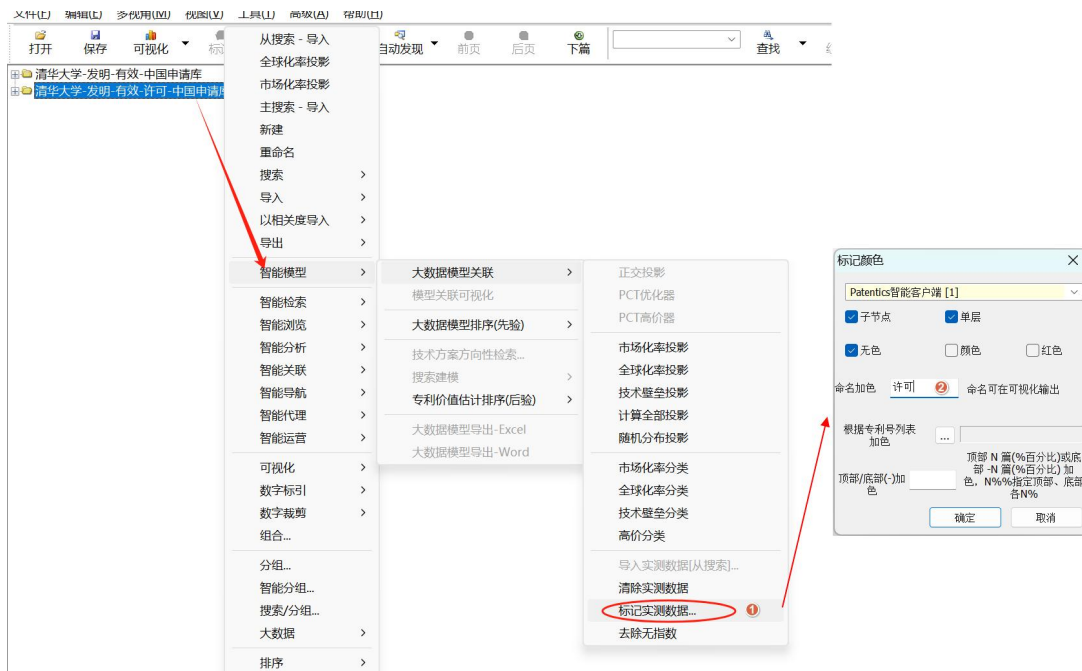 文件(F) 编辑(E) 多视角(M) 视图(V) 工具(T) 高级(A) 帮助(H)
打开 保存 可视化 自动发现 前页 后页 下篇 查找
清华大学-发明-有效-中国申请库
清华大学-发明-有效-许可-中国申请库
从搜索 - 导入
全球化率投影
市场化率投影
主搜索 - 导入
新建
重命名
搜索
导入
以相关度导入
导出
智能模型
智能检索
智能浏览
智能分析
智能关联
智能导航
智能代理
智能运营
可视化
数字标引
数字裁剪
组合...
分组...
智能分组...
搜索/分组...
大数据
排序
大数据模型关联
模型关联可视化
大数据模型排序(先验)
技术方案方向性检索...
搜索建模
专利价值估计排序(后验)
大数据模型导出-Excel
大数据模型导出-Word
正交投影
PCT优化器
PCT高价器
市场化率投影
全球化率投影
技术壁垒投影
计算全部投影
随机分布投影
市场化率分类
全球化率分类
技术壁垒分类
高价分类
导入实测数据[从搜索]...
清除实测数据
标记实测数据... 1
去除无指数
标记颜色
Patentics智能客户端 [1]
子节点 单层
无色 颜色 红色
命名加色 许可 2 命名可在可视化输出
根据专利号列表
加色 ...
顶部/底部(-)加
色
顶部 N 篇(%百分比)或底
部 -N 篇(%百分比) 加
色，N%%指定顶部、底部
各N%
确定 取消